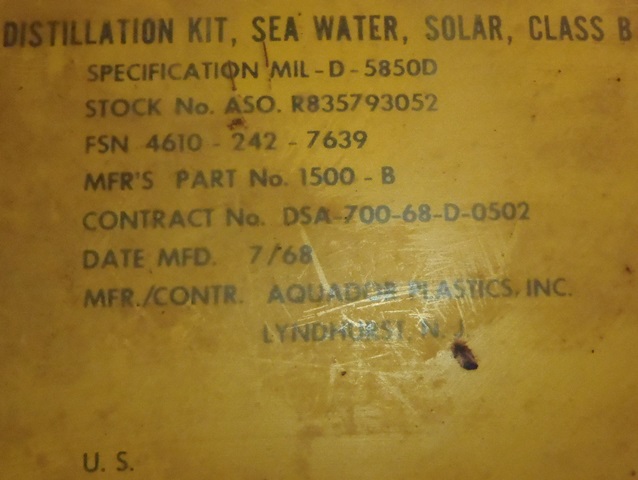 DISTILLATION KIT, SEA WATER, SOLAR, CLASS B
SPECIFICATION MIL-D-5850D
STOCK No. ASO. R835793052
FSN 4610-242-7639
MFR'S PART No. 1500-B
CONTRACT No. DSA-700-68-D-0502
DATE MFD. 7/68
MFR./CONTR. AQUADOR PLASTICS, INC.
LYNDHURST, N. J.
U. S.